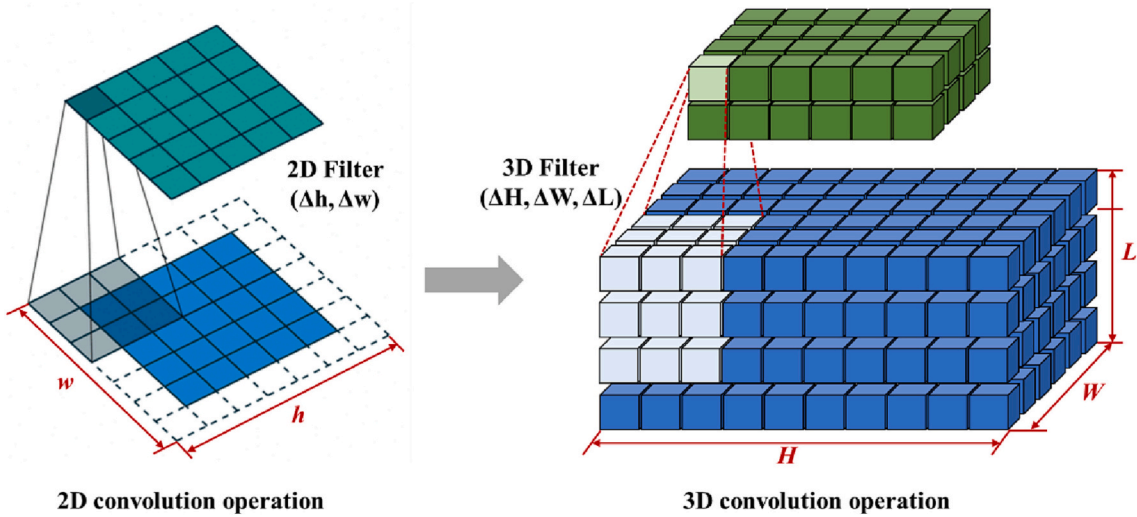 2D Filter
(Δh, Δw)
3D Filter
(ΔH, ΔW, ΔL)
w
h
L
W
H
2D convolution operation
3D convolution operation